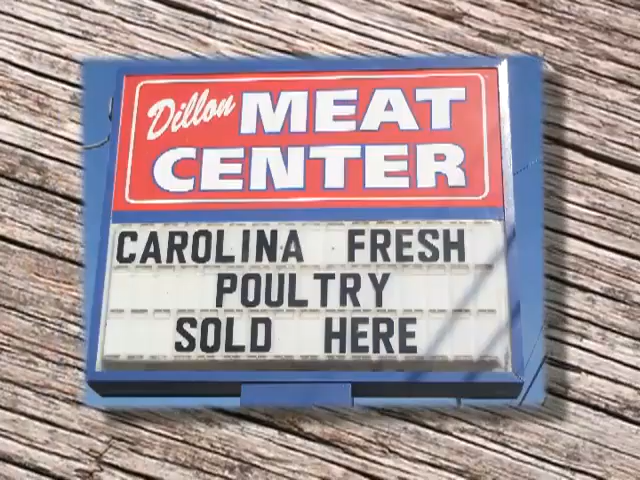 Dillon MEAT
CENTER
CAROLINA FRESH
POULTRY
SOLD HERE